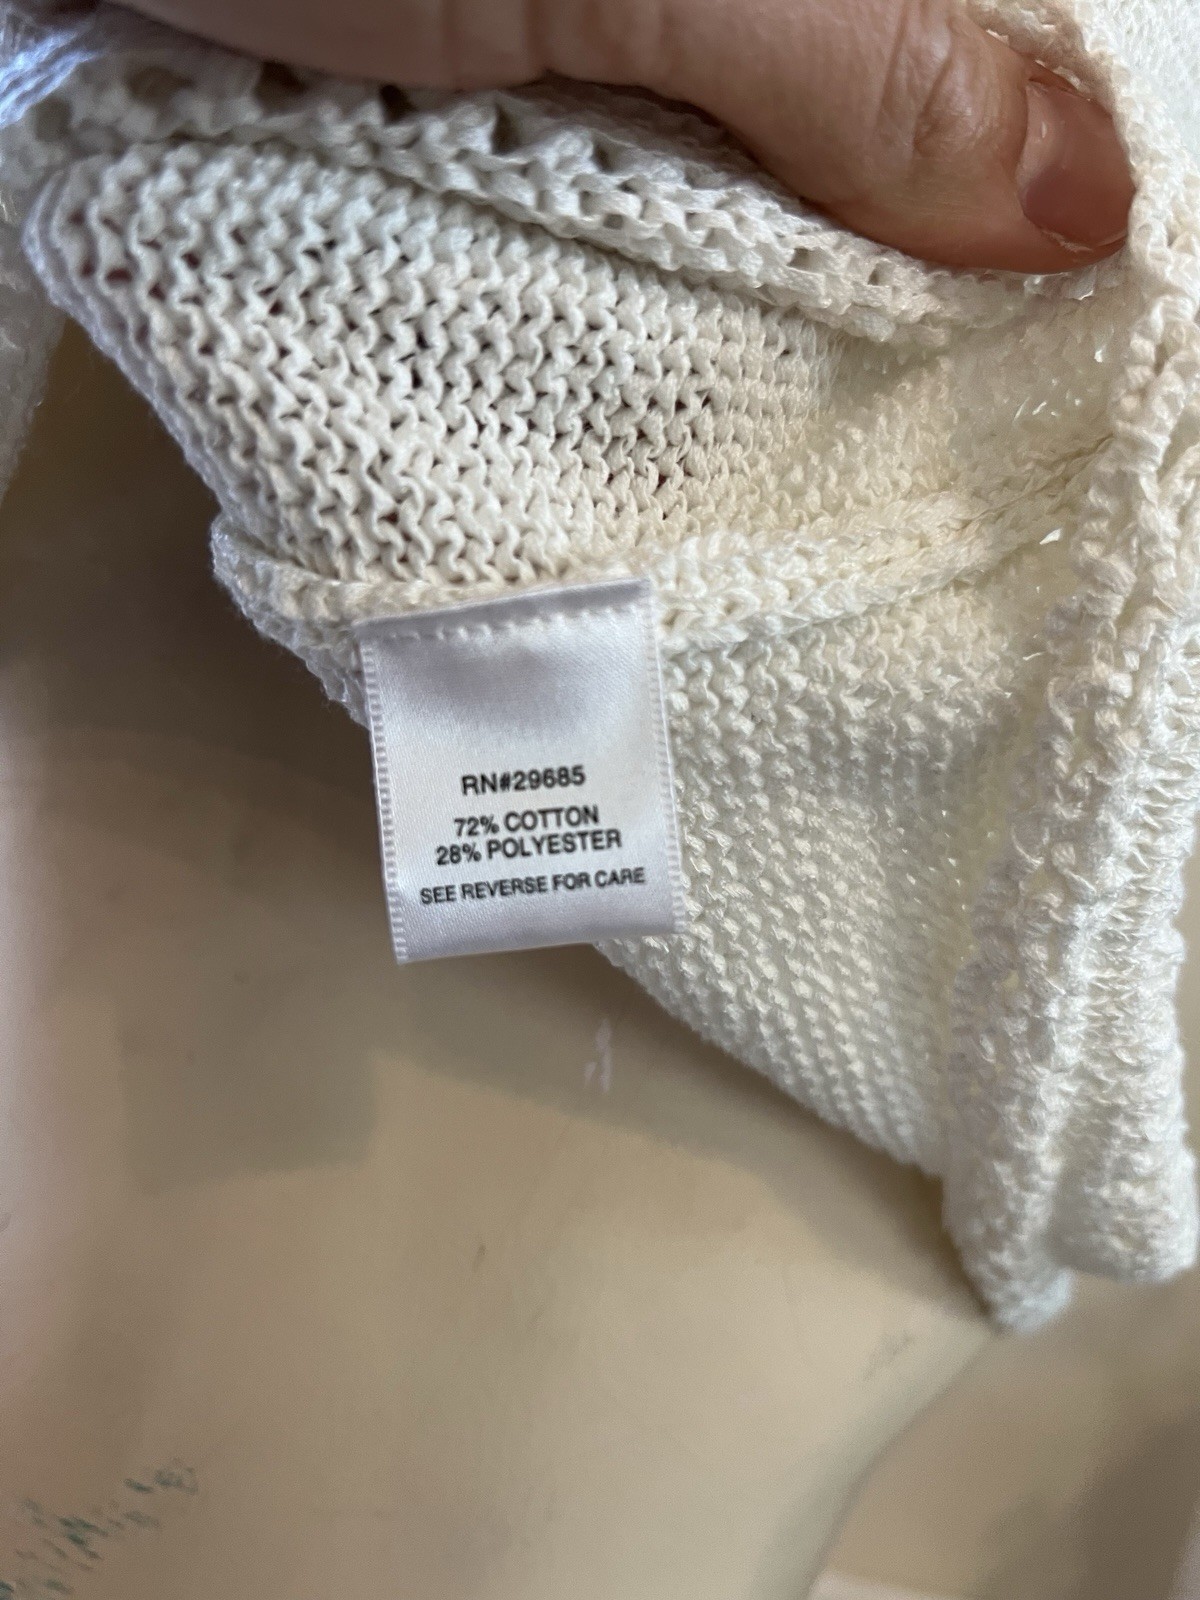 RN#29685
72% COTTON
28% POLYESTER
SEE REVERSE FOR CARE